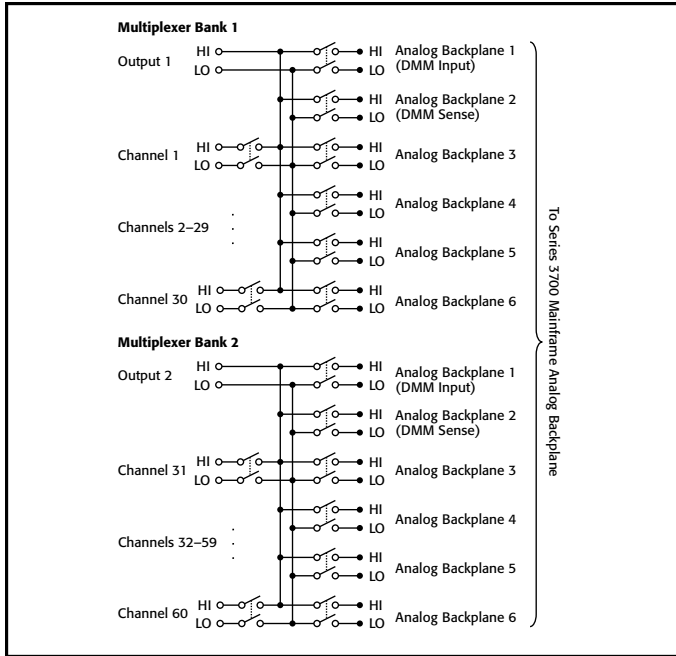 Multiplexer Bank 1
Output 1
HI HI Analog Backplane 1
LO LO (DMM Input)
HI Analog Backplane 2
LO (DMM Sense)
Channel 1
HI HI
LO LO
Analog Backplane 3
HI
LO
Analog Backplane 4
Channels 2–29
HI
LO
Analog Backplane 5
Channel 30
HI HI
LO LO
Analog Backplane 6
Multiplexer Bank 2
Output 2
HI HI Analog Backplane 1
LO LO (DMM Input)
HI Analog Backplane 2
LO (DMM Sense)
Channel 31
HI HI
LO LO
Analog Backplane 3
HI
LO
Analog Backplane 4
Channels 32–59
HI
LO
Analog Backplane 5
Channel 60
HI HI
LO LO
Analog Backplane 6
To Series 3700 Mainframe Analog Backplane